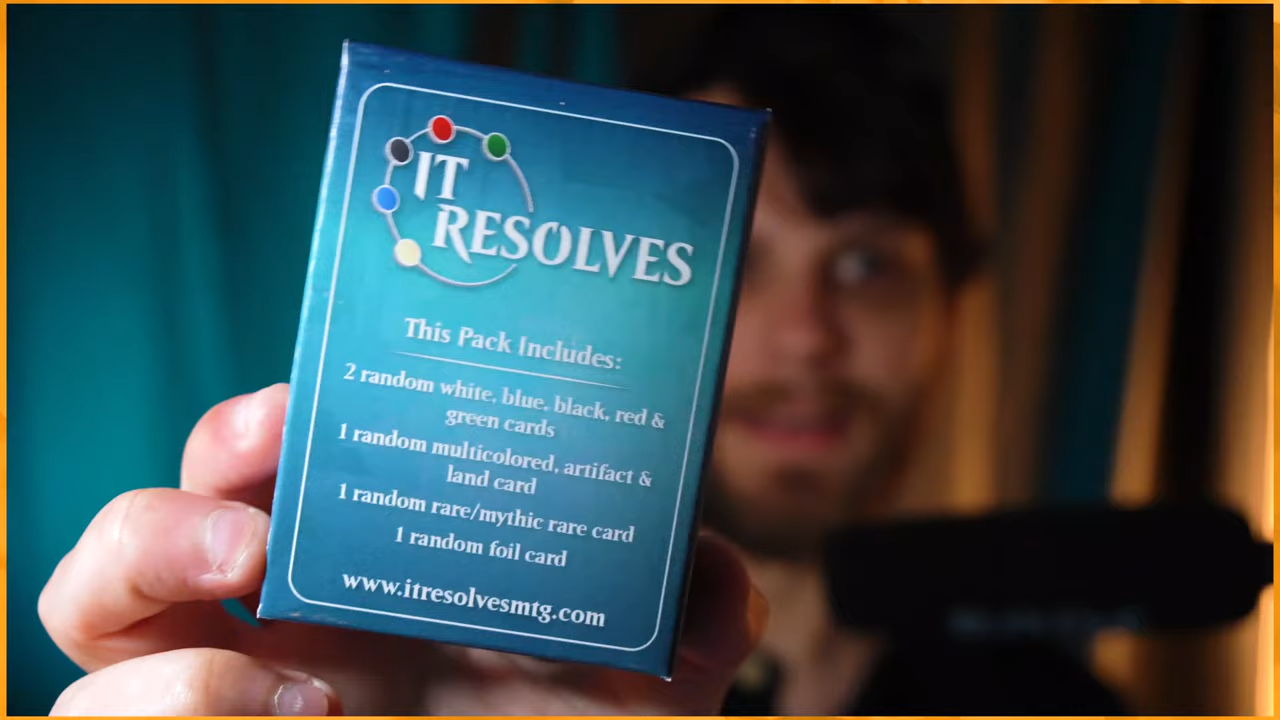 IT
RESOLVES
This Pack Includes:
2 random white, blue, black, red &
green cards
1 random multicolored, artifact &
land card
1 random rare/mythic rare card
1 random foil card
www.itresolvesmtg.com